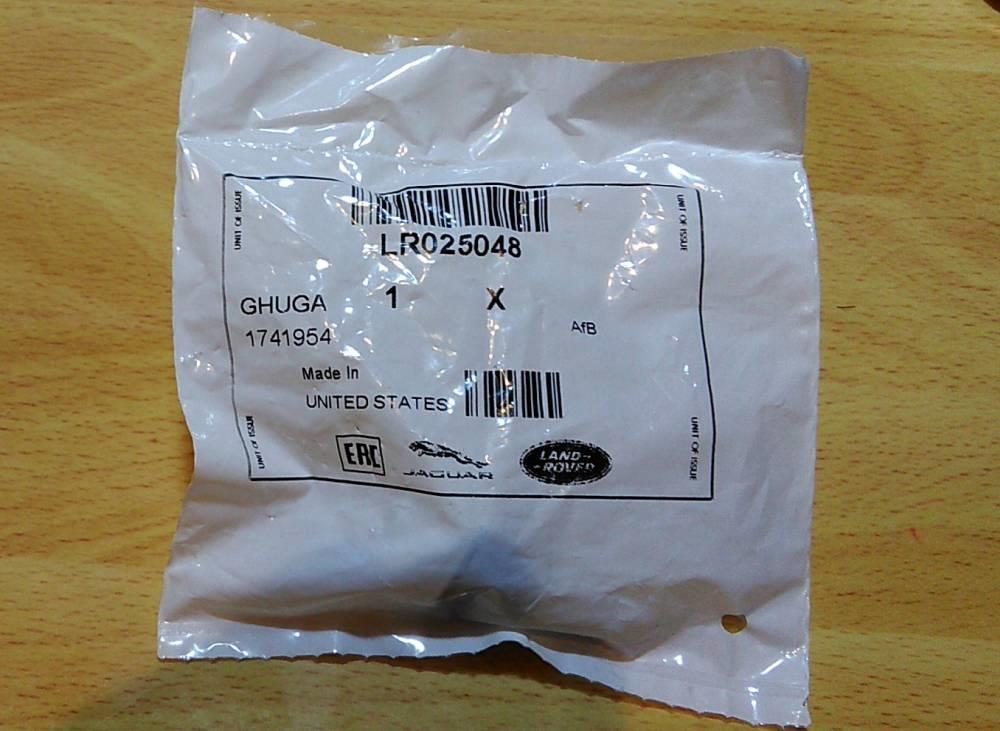 UNIT OF ISSUE
UNIT OF ISSUE
LR025048
GHUGA 1 X
1741954
AfB
Made In
UNITED STATES
UNIT OF ISSUE
UNIT OF ISSUE
EAC
JAGUAR
LAND-
-ROVER